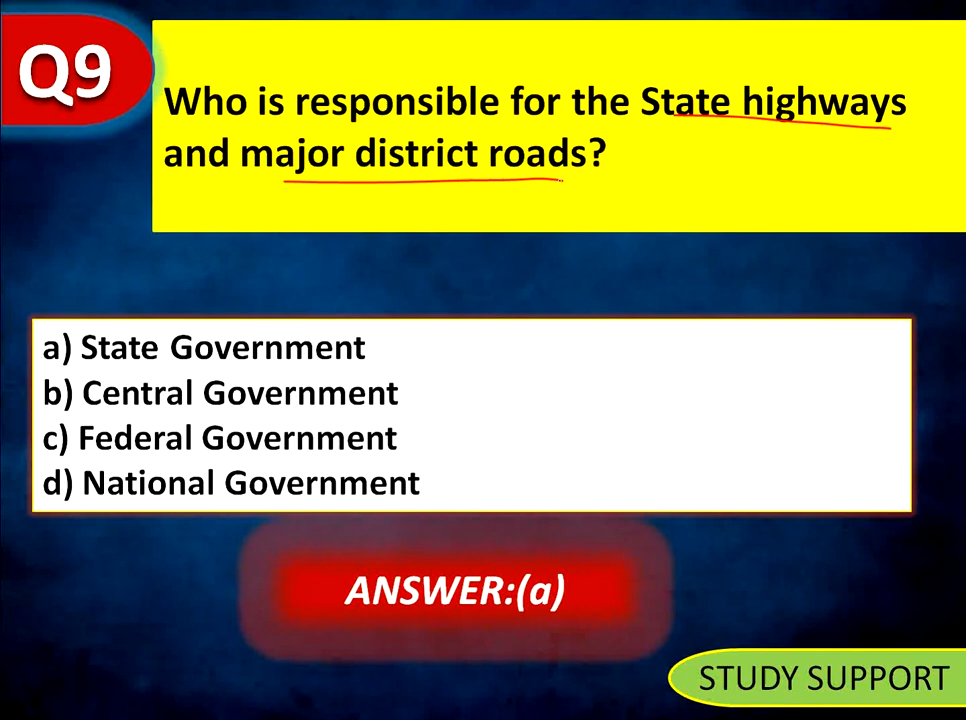 Q9
Who is responsible for the State highways
and major district roads?
a) State Government
b) Central Government
c) Federal Government
d) National Government
ANSWER:(a)
STUDY SUPPORT